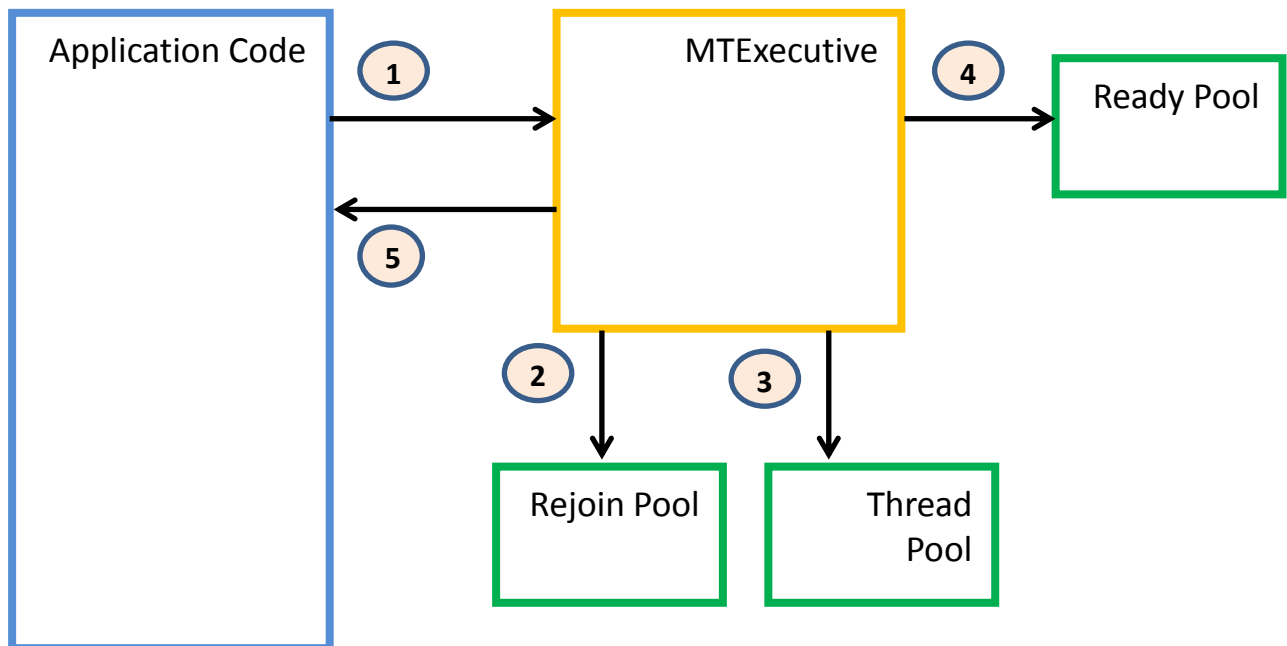 Application Code
1
MTExecutive
4
Ready Pool
5
2
3
Rejoin Pool
Thread
Pool